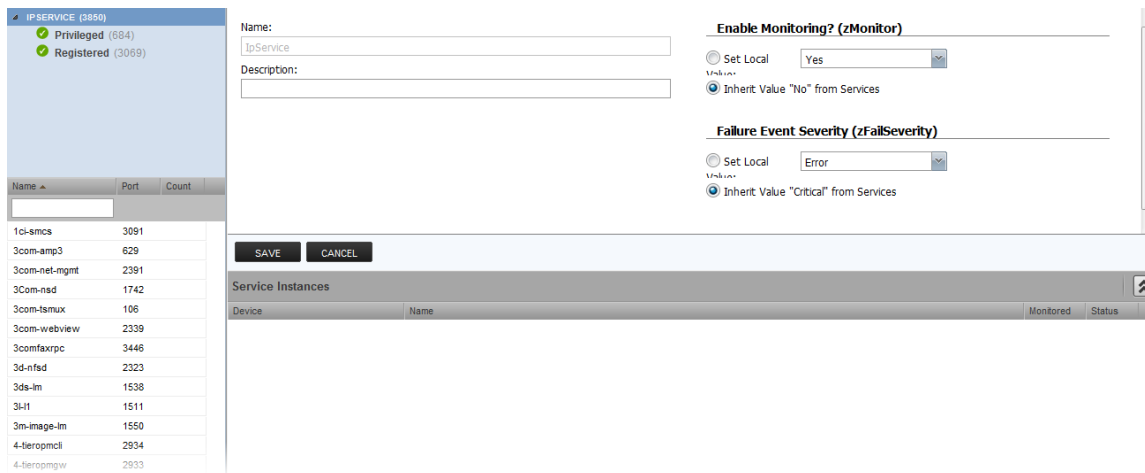 IPSERVICE (3850)
Privileged (684)
Registered (3069)
Name:
IpService
Description:
Enable Monitoring? (zMonitor)
Set Local Yes
Value:
Inherit Value "No" from Services
Failure Event Severity (zFailSeverity)
Set Local Error
Value:
Inherit Value "Critical" from Services
SAVE CANCEL
Name Port Count
1ci-smcs 3091
3com-amp3 629
3com-net-mgmt 2391
3Com-nsd 1742
3com-tsmux 106
3com-webview 2339
3comfaxrpc 3446
3d-nfsd 2323
3ds-lm 1538
3l-l1 1511
3m-image-lm 1550
4-tieropmcli 2934
4-tieropmgw 2933
Service Instances
Device Name Monitored Status